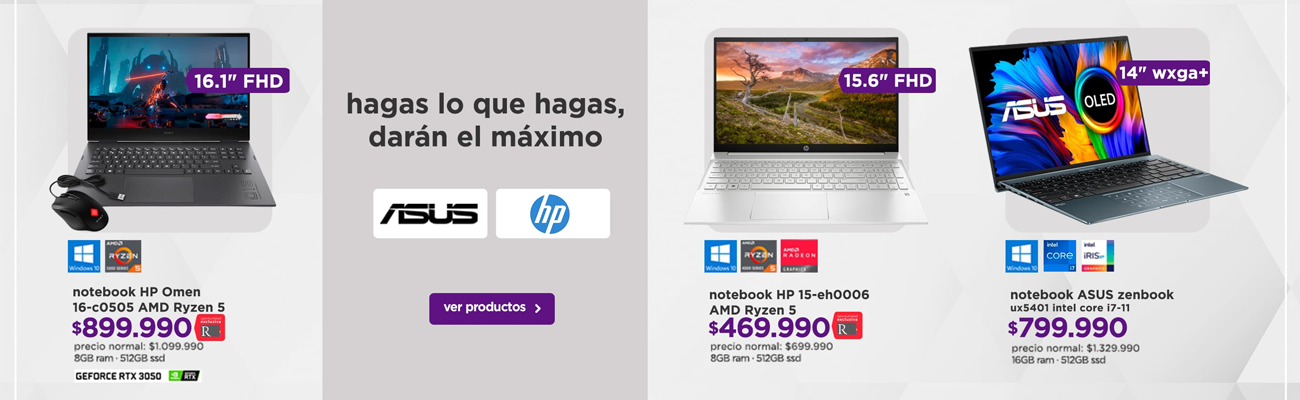 16.1" FHD
Windows 10
AMD
RYZEN
5
notebook HP Omen
16-c0505 AMD Ryzen 5
$899.990
R
precio normal: $1.099.990
8GB ram · 512GB ssd
GEFORCE RTX 3050
RTX
hagas lo que hagas,
darán el máximo
ASUS
hp
ver productos
15.6" FHD
Windows 10
AMD
RYZEN
5
AMD
RADEON
GRAPHICS
notebook HP 15-eh0006
AMD Ryzen 5
$469.990
R
precio normal: $699.990
8GB ram · 512GB ssd
14" wxga+
ASUS
OLED
Windows 10
intel
CORE
i7
intel
iRIS xe
GRAPHICS
notebook ASUS zenbook
ux5401 intel core i7-11
$799.990
precio normal: $1.329.990
16GB ram · 512GB ssd